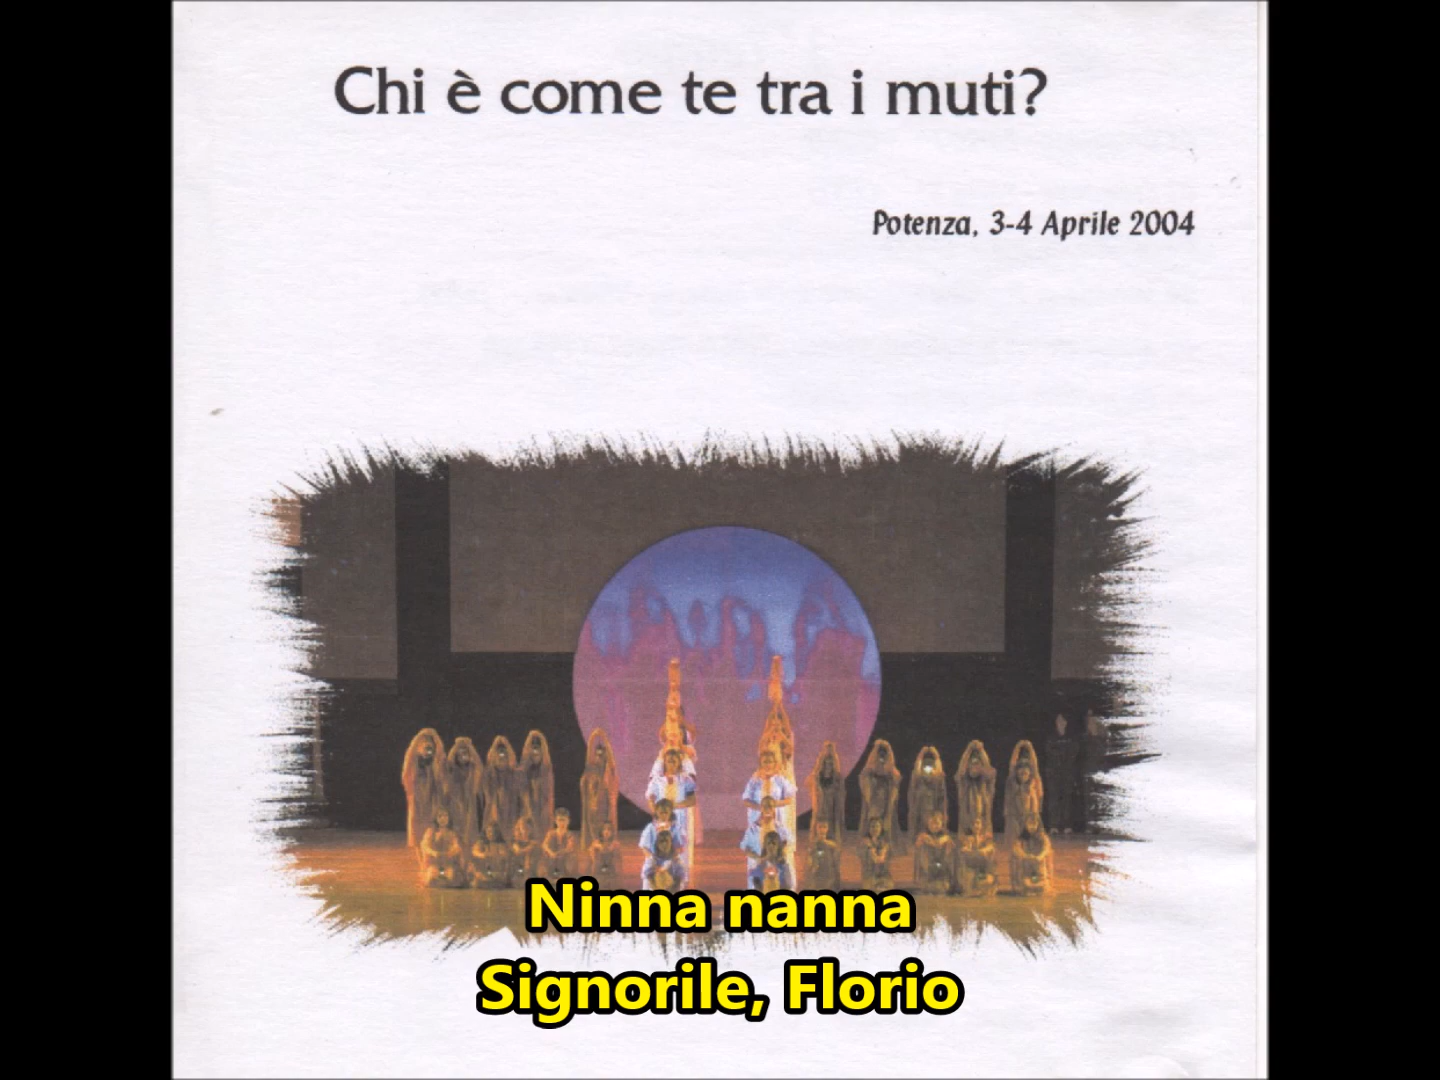 Chi è come te tra i muti?
Potenza, 3-4 Aprile 2004
Ninna nanna
Signorile, Florio